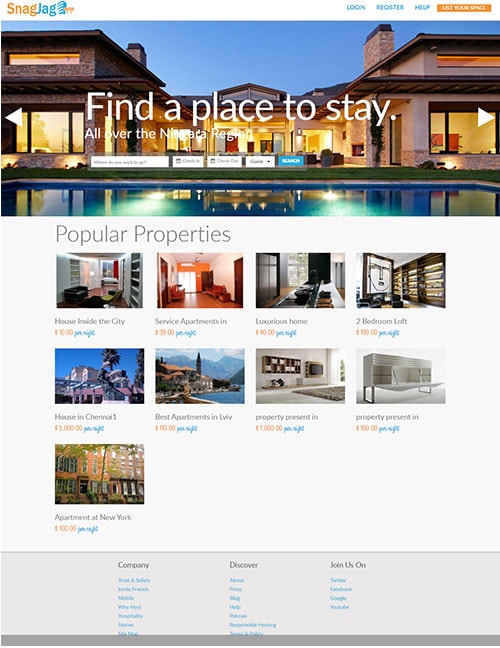 SnagJag
LOGIN REGISTER HELP LIST YOUR SPACE
Find a place to stay.
All over the Niagara Region
Where do you want to go? Check-In Check-Out Guest SEARCH
Popular Properties
House Inside the City Service Apartments in Luxurious home 2 Bedroom Loft
$ 10.00 per night $ 29.00 per night $ 40.00 per night $ 100.00 per night
House in Chennai1 Best Apartments in Lviv property present in property present in
$ 5,000.00 per night $ 110.00 per night $ 1,000.00 per night $ 100.00 per night
Apartment at New York
$ 100.00 per night
Company Discover Join Us On
Trust & Safety About Twitter
Invite Friends Press Facebook
Mobile Blog Google
Why Host Help Youtube
Hospitality Policies
Stories Responsible Hosting
Site Map Terms & Policy